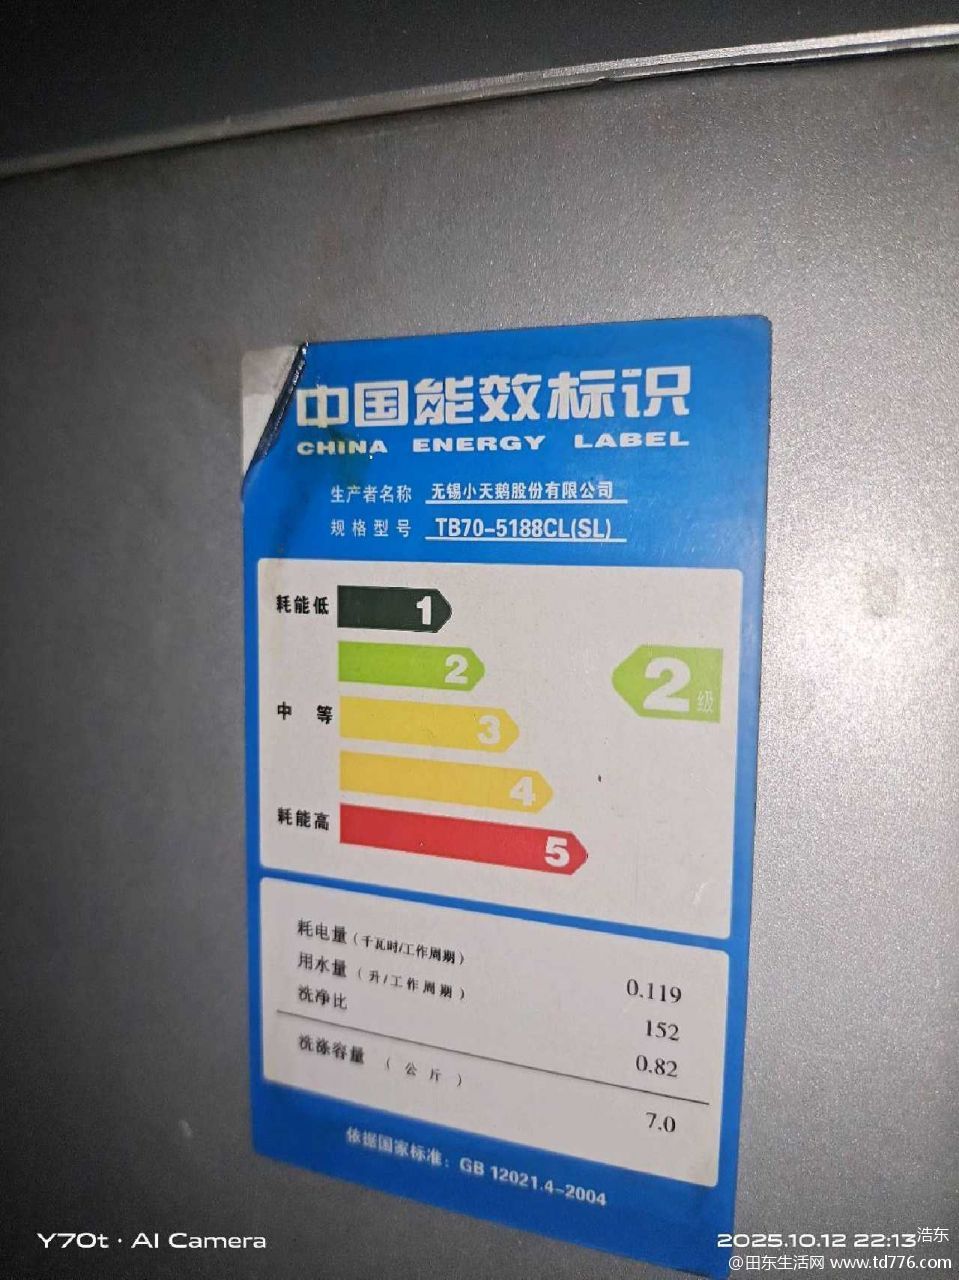 中国能效标识
CHINA ENERGY LABEL
生产者名称 无锡小天鹅股份有限公司
规格型号 TB70-5188CL(SL)
耗能低 1
2
2级
中等 3
4
耗能高 5
耗电量(千瓦时/工作周期) 0.119
用水量(升/工作周期) 152
洗净比 0.82
洗涤容量(公斤) 7.0
依据国家标准：GB 12021.4-2004
Y70t · AI Camera
2025.10.12 22:13 浩东
@田东生活网 www.td776.com